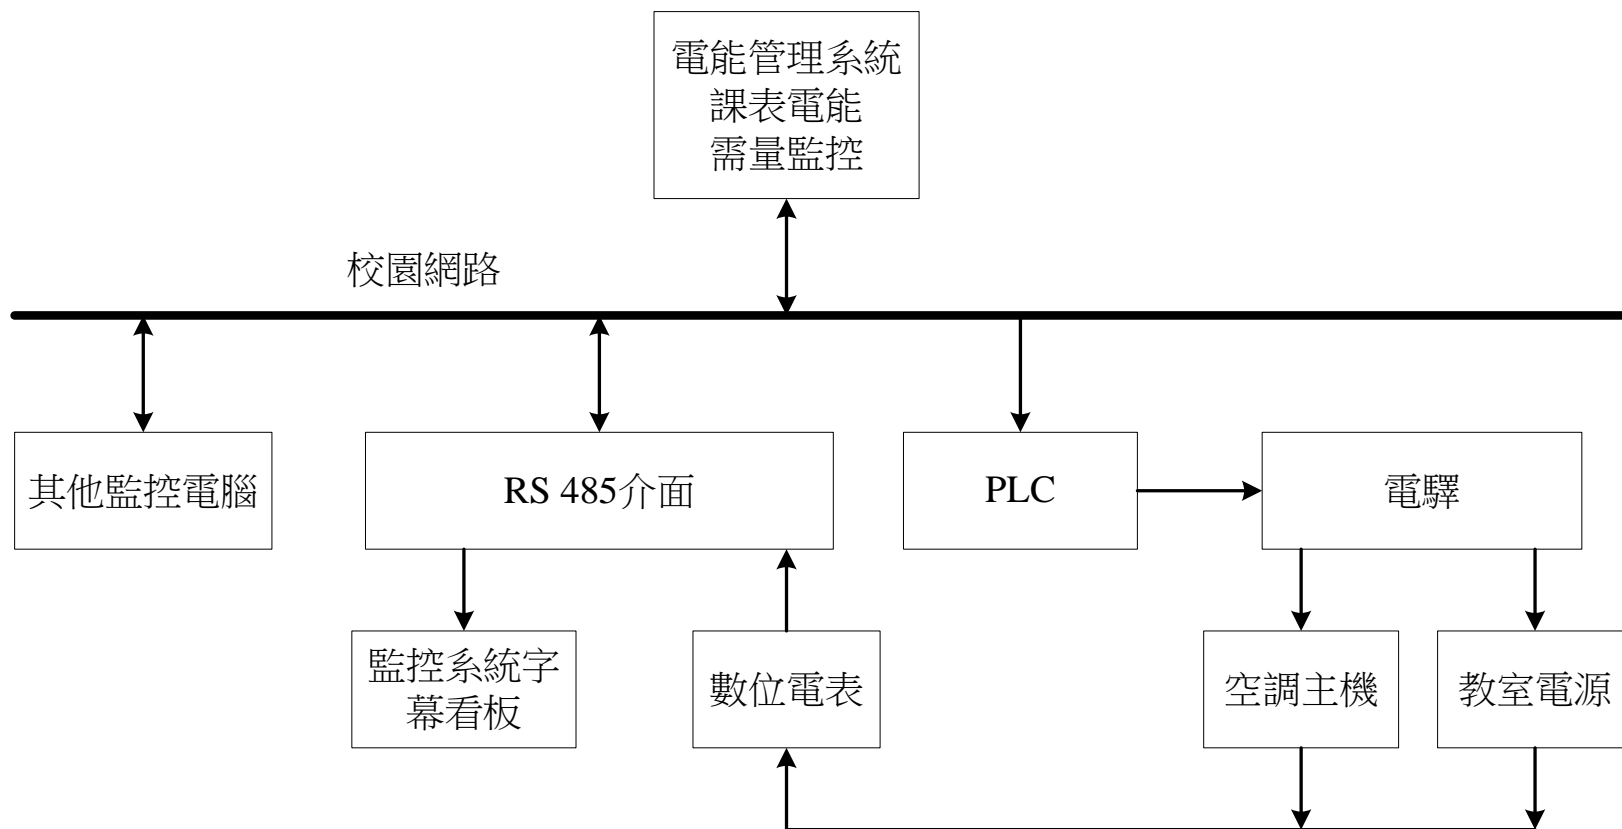 電能管理系統
課表電能
需量監控
校園網路
其他監控電腦
RS 485介面
PLC
電驛
監控系統字
幕看板
數位電表
空調主機
教室電源